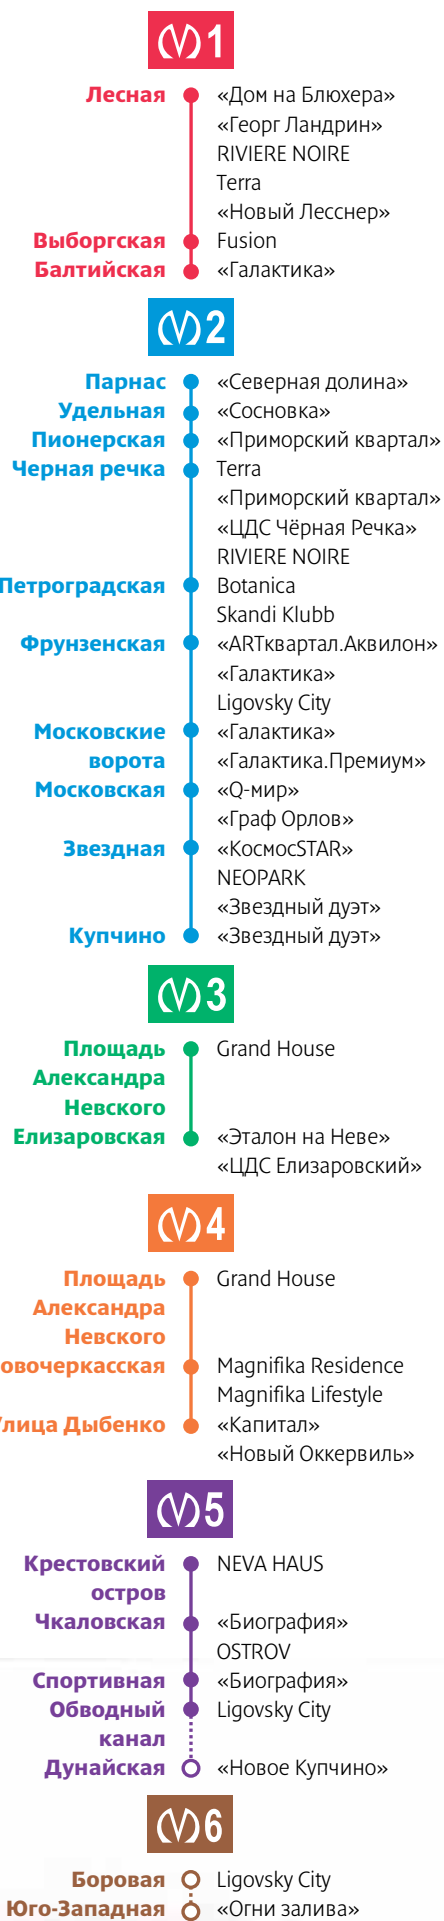 1
Лесная «Дом на Блюхера»
«Георг Ландрин»
RIVIERE NOIRE
Terra
«Новый Лесснер»
Выборгская Fusion
Балтийская «Галактика»
2
Парнас «Северная долина»
Удельная «Сосновка»
Пионерская «Приморский квартал»
Черная речка Terra
«Приморский квартал»
«ЦДС Чёрная Речка»
RIVIERE NOIRE
Петроградская Botanica
Skandi Klubb
Фрунзенская «ARTквартал.Аквилон»
«Галактика»
Ligovsky City
Московские «Галактика»
ворота «Галактика.Премиум»
Московская «Q-мир»
«Граф Орлов»
Звездная «КосмосSTAR»
NEOPARK
«Звездный дуэт»
Купчино «Звездный дуэт»
3
Площадь Grand House
Александра
Невского
Елизаровская «Эталон на Неве»
«ЦДС Елизаровский»
4
Площадь Grand House
Александра
Невского
овочеркасская Magnifika Residence
Magnifika Lifestyle
Улица Дыбенко «Капитал»
«Новый Оккервиль»
5
Крестовский NEVA HAUS
остров
Чкаловская «Биография»
OSTROV
Спортивная «Биография»
Обводный Ligovsky City
канал
Дунайская «Новое Купчино»
6
Боровая Ligovsky City
Юго-Западная «Огни залива»